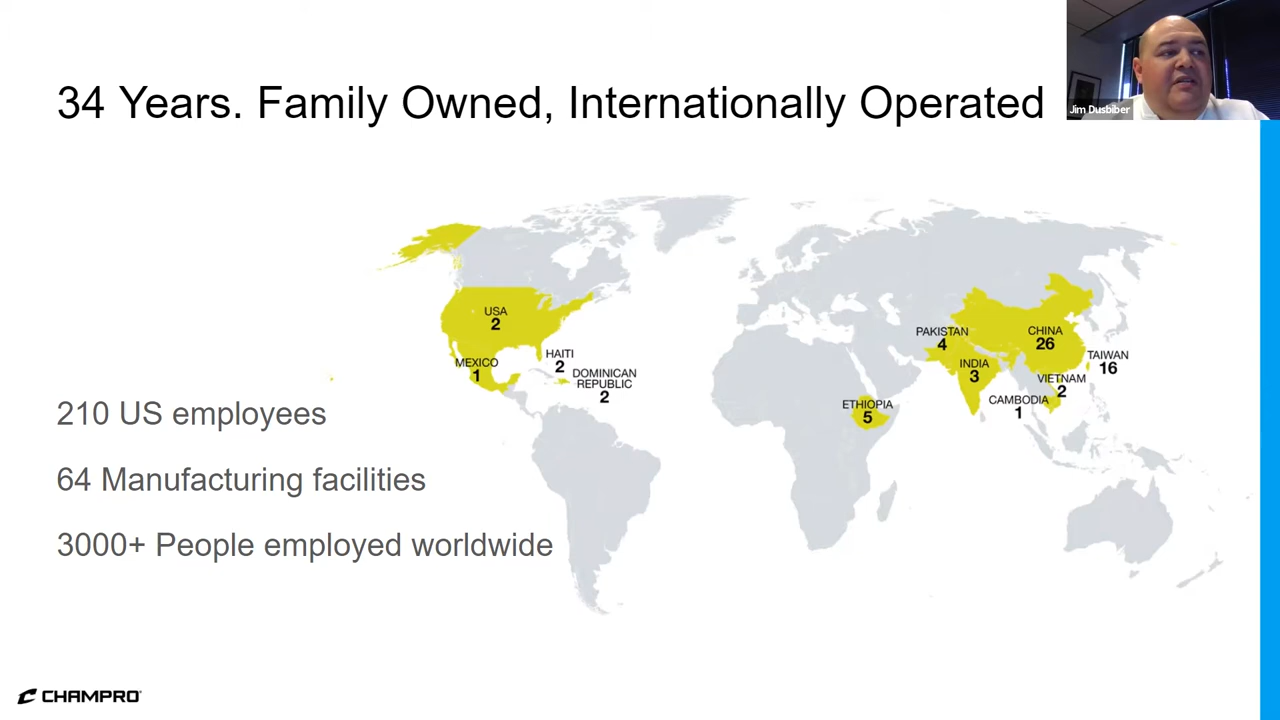 34 Years. Family Owned, Internationally Operated
Jim Dusbiber
USA
2
MEXICO
1
HAITI
2
DOMINICAN
REPUBLIC
2
ETHIOPIA
5
PAKISTAN
4
INDIA
3
CHINA
26
TAIWAN
16
VIETNAM
2
CAMBODIA
1
210 US employees
64 Manufacturing facilities
3000+ People employed worldwide
CHAMPRO